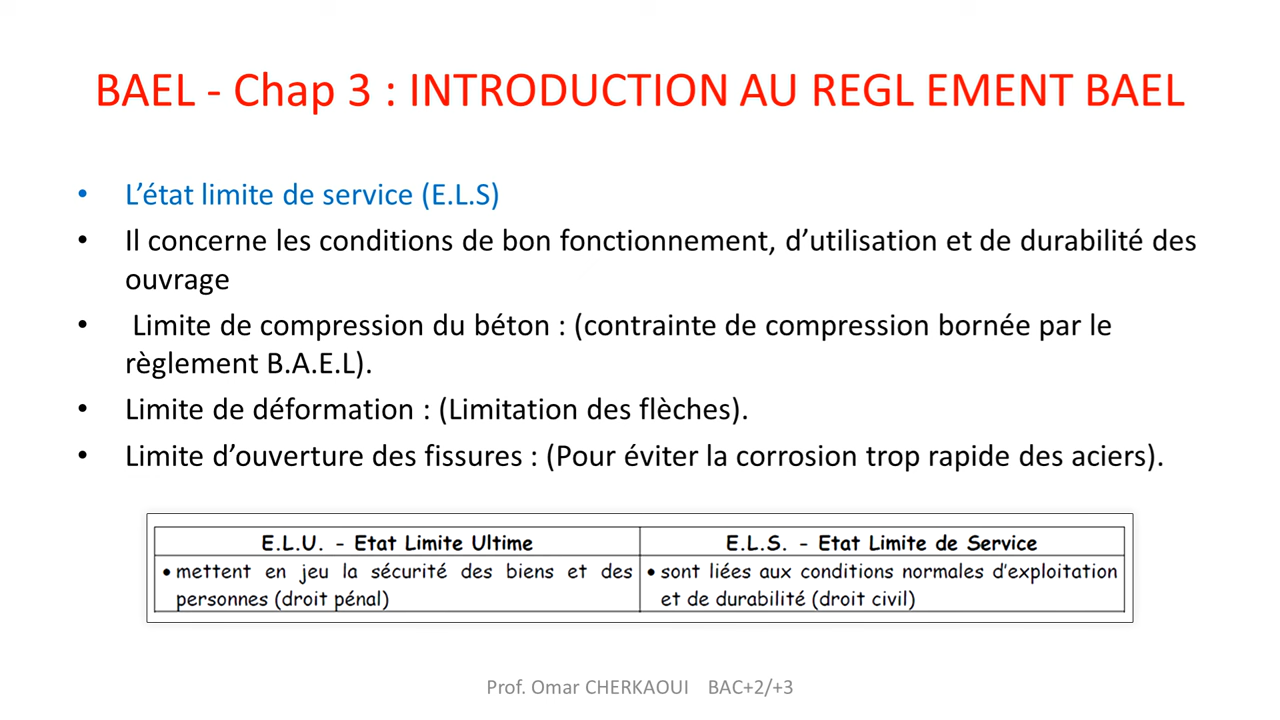 BAEL - Chap 3 : INTRODUCTION AU REGL EMENT BAEL
• L’état limite de service (E.L.S)
• Il concerne les conditions de bon fonctionnement, d’utilisation et de durabilité des
ouvrage
• Limite de compression du béton : (contrainte de compression bornée par le
règlement B.A.E.L).
• Limite de déformation : (Limitation des flèches).
• Limite d’ouverture des fissures : (Pour éviter la corrosion trop rapide des aciers).
E.L.U. - Etat Limite Ultime
• mettent en jeu la sécurité des biens et des
personnes (droit pénal)
E.L.S. - Etat Limite de Service
• sont liées aux conditions normales d’exploitation
et de durabilité (droit civil)
Prof. Omar CHERKAOUI BAC+2/+3